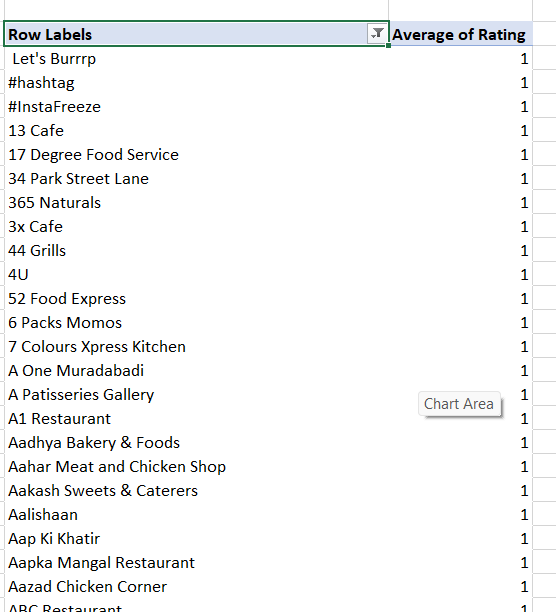 Row Labels Average of Rating
Let's Burrrp 1
#hashtag 1
#InstaFreeze 1
13 Cafe 1
17 Degree Food Service 1
34 Park Street Lane 1
365 Naturals 1
3x Cafe 1
44 Grills 1
4U 1
52 Food Express 1
6 Packs Momos 1
7 Colours Xpress Kitchen 1
A One Muradabadi 1
A Patisseries Gallery 1
Chart Area
A1 Restaurant 1
Aadhya Bakery & Foods 1
Aahar Meat and Chicken Shop 1
Aakash Sweets & Caterers 1
Aalishaan 1
Aap Ki Khatir 1
Aapka Mangal Restaurant 1
Aazad Chicken Corner 1
ABC Restaurant 1